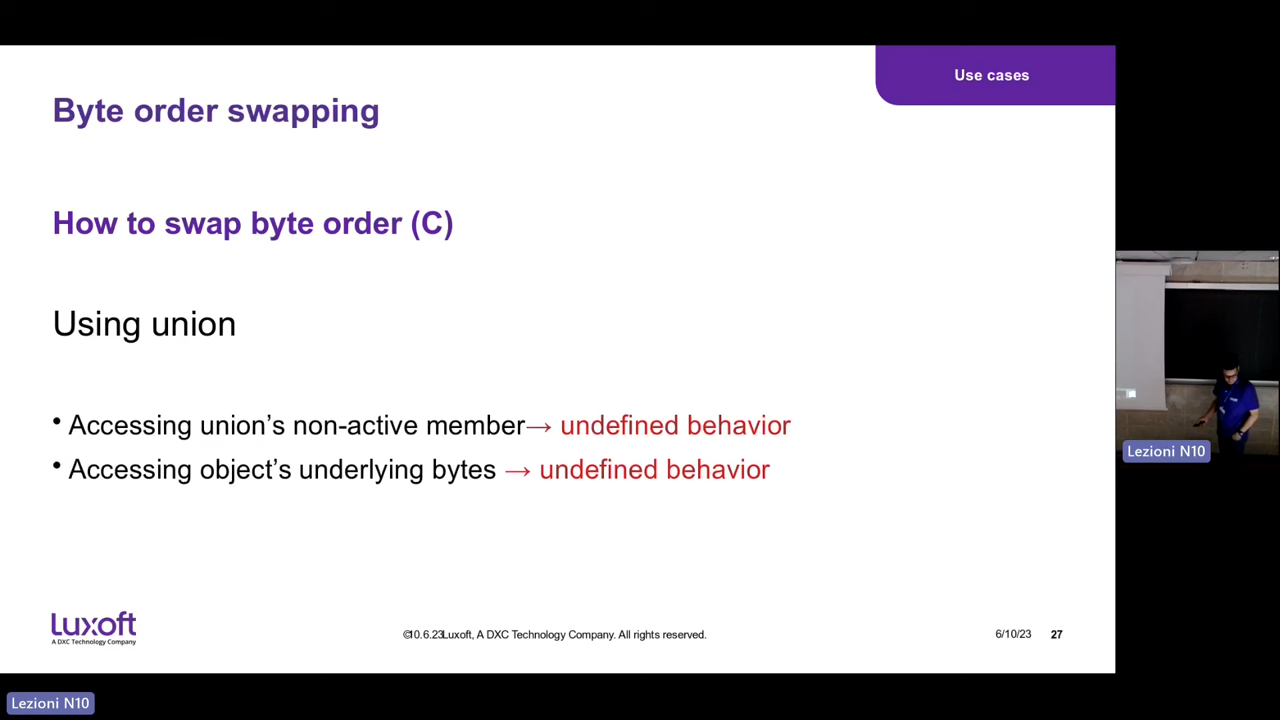 Use cases
Byte order swapping
How to swap byte order (C)
Using union
• Accessing union’s non-active member→ undefined behavior
• Accessing object’s underlying bytes → undefined behavior
Luxoft
A DXC Technology Company
©10.6.23Luxoft, A DXC Technology Company. All rights reserved.
6/10/23 27
Lezioni N10
Lezioni N10